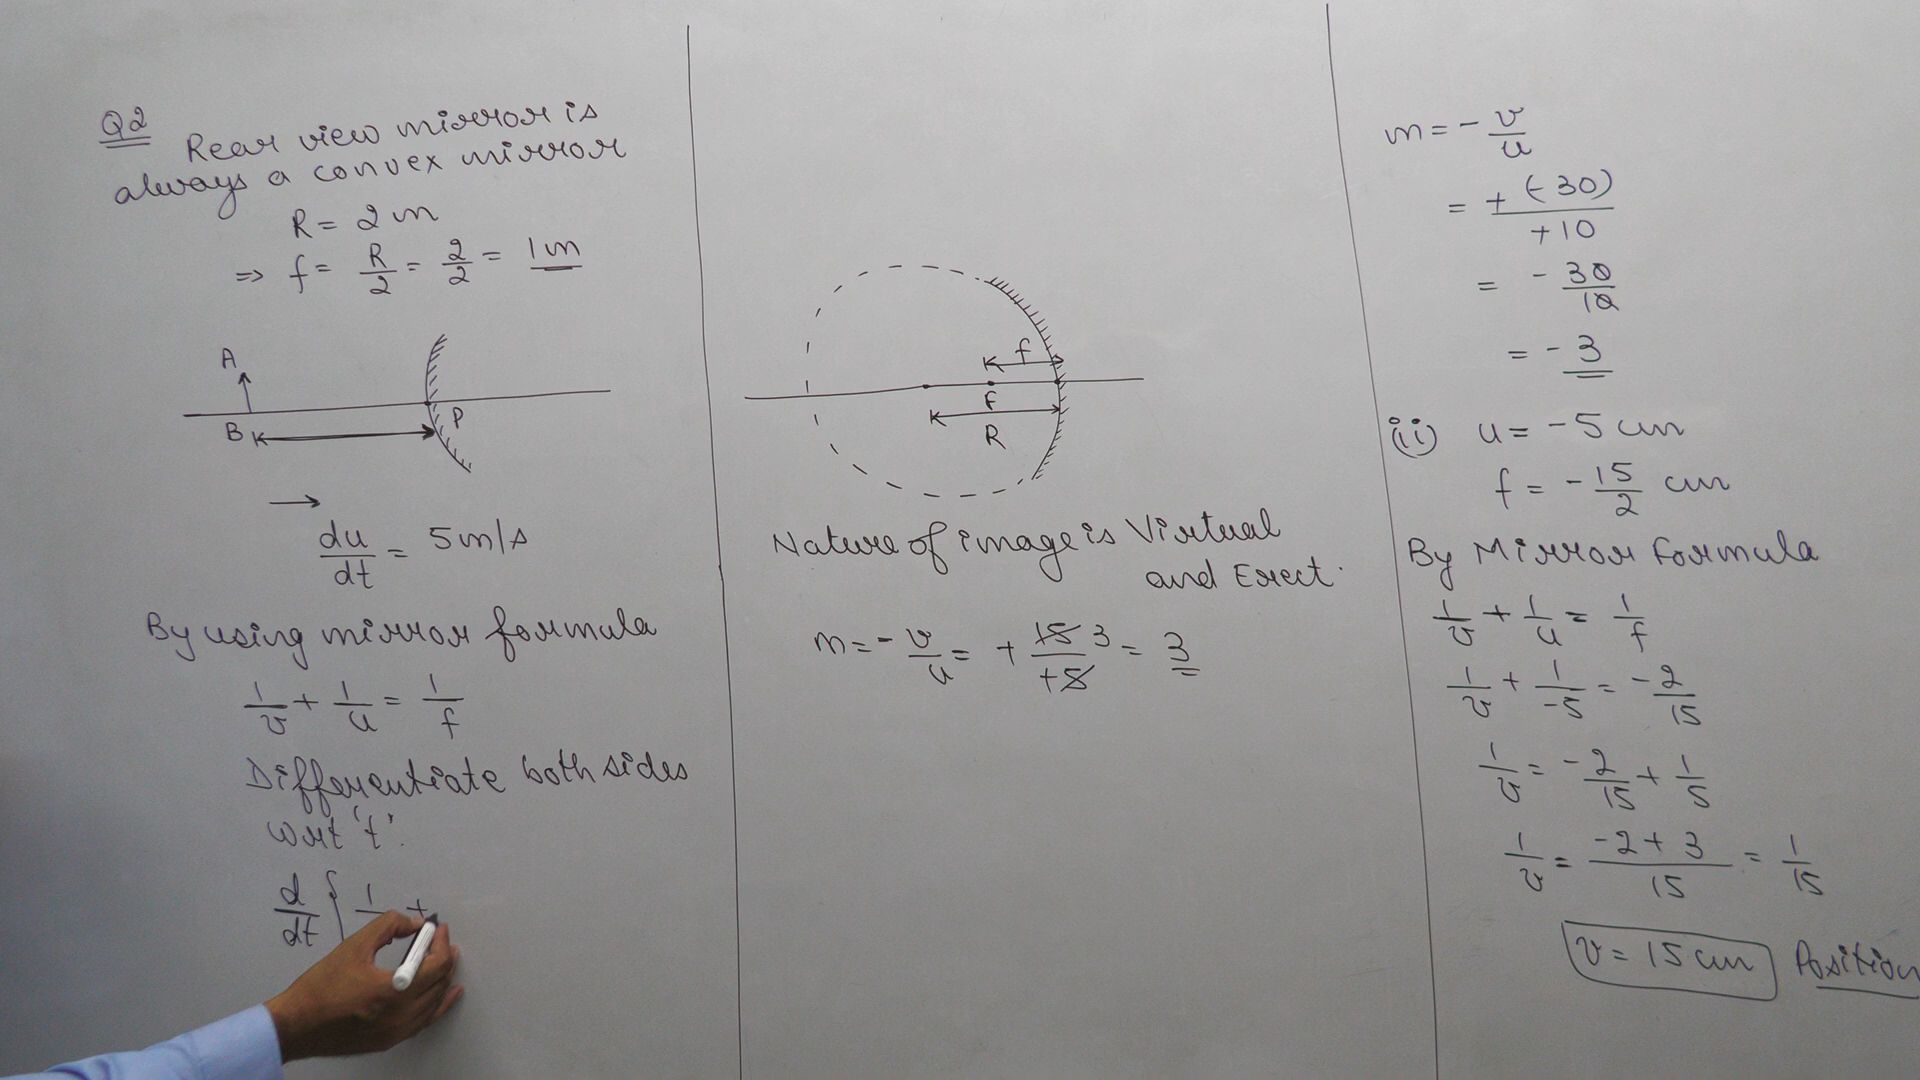 Q2
Rear view mirror is
always a convex mirror
R = 2 m
⇒ f = R/2 = 2/2 = 1 m
A
B
P
du/dt = 5 m/s
By using mirror formula
1/v + 1/u = 1/f
Differentiate both sides
wrt 't'.
d/dt { 1 +
f
F
R
Nature of image is Virtual
and Erect.
m = - v/u = + 15/+5 3 = 3
m = - v/u
= + (-30)/+10
= - 30/10
= - 3
(ii) u = -5 cm
f = - 15/2 cm
By Mirror Formula
1/v + 1/u = 1/f
1/v + 1/-5 = - 2/15
1/v = - 2/15 + 1/5
1/v = -2 + 3/15 = 1/15
v = 15 cm Position